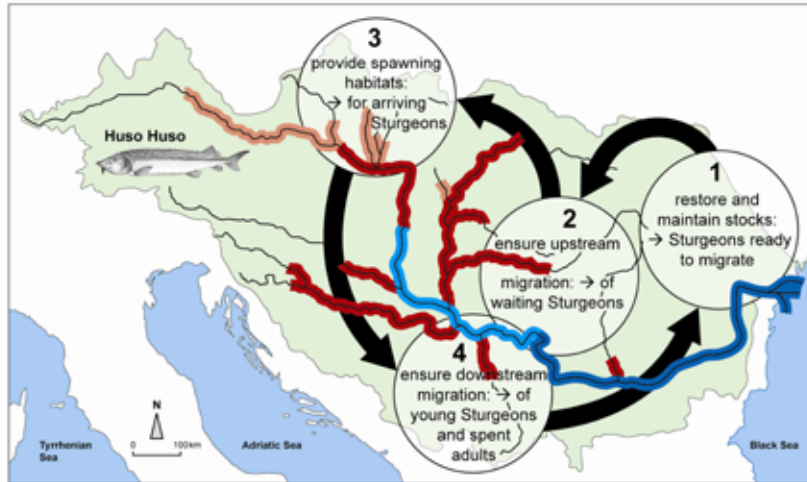 3
provide spawning
habitats:
→ for arriving
Sturgeons
Huso Huso
1
restore and
maintain stocks:
→ Sturgeons ready
to migrate
2
ensure upstream
migration: → of
waiting Sturgeons
4
ensure downstream
migration: → of
young Sturgeons
and spent
adults
N
0 100km
Tyrrhenian
Sea
Adriatic Sea
Black Sea